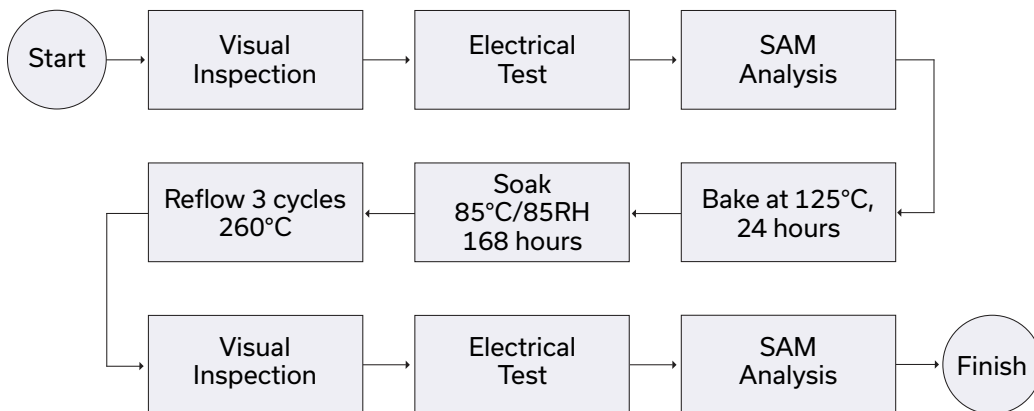 Start
Visual
Inspection
Electrical
Test
SAM
Analysis
Bake at 125°C,
24 hours
Soak
85°C/85RH
168 hours
Reflow 3 cycles
260°C
Visual
Inspection
Electrical
Test
SAM
Analysis
Finish